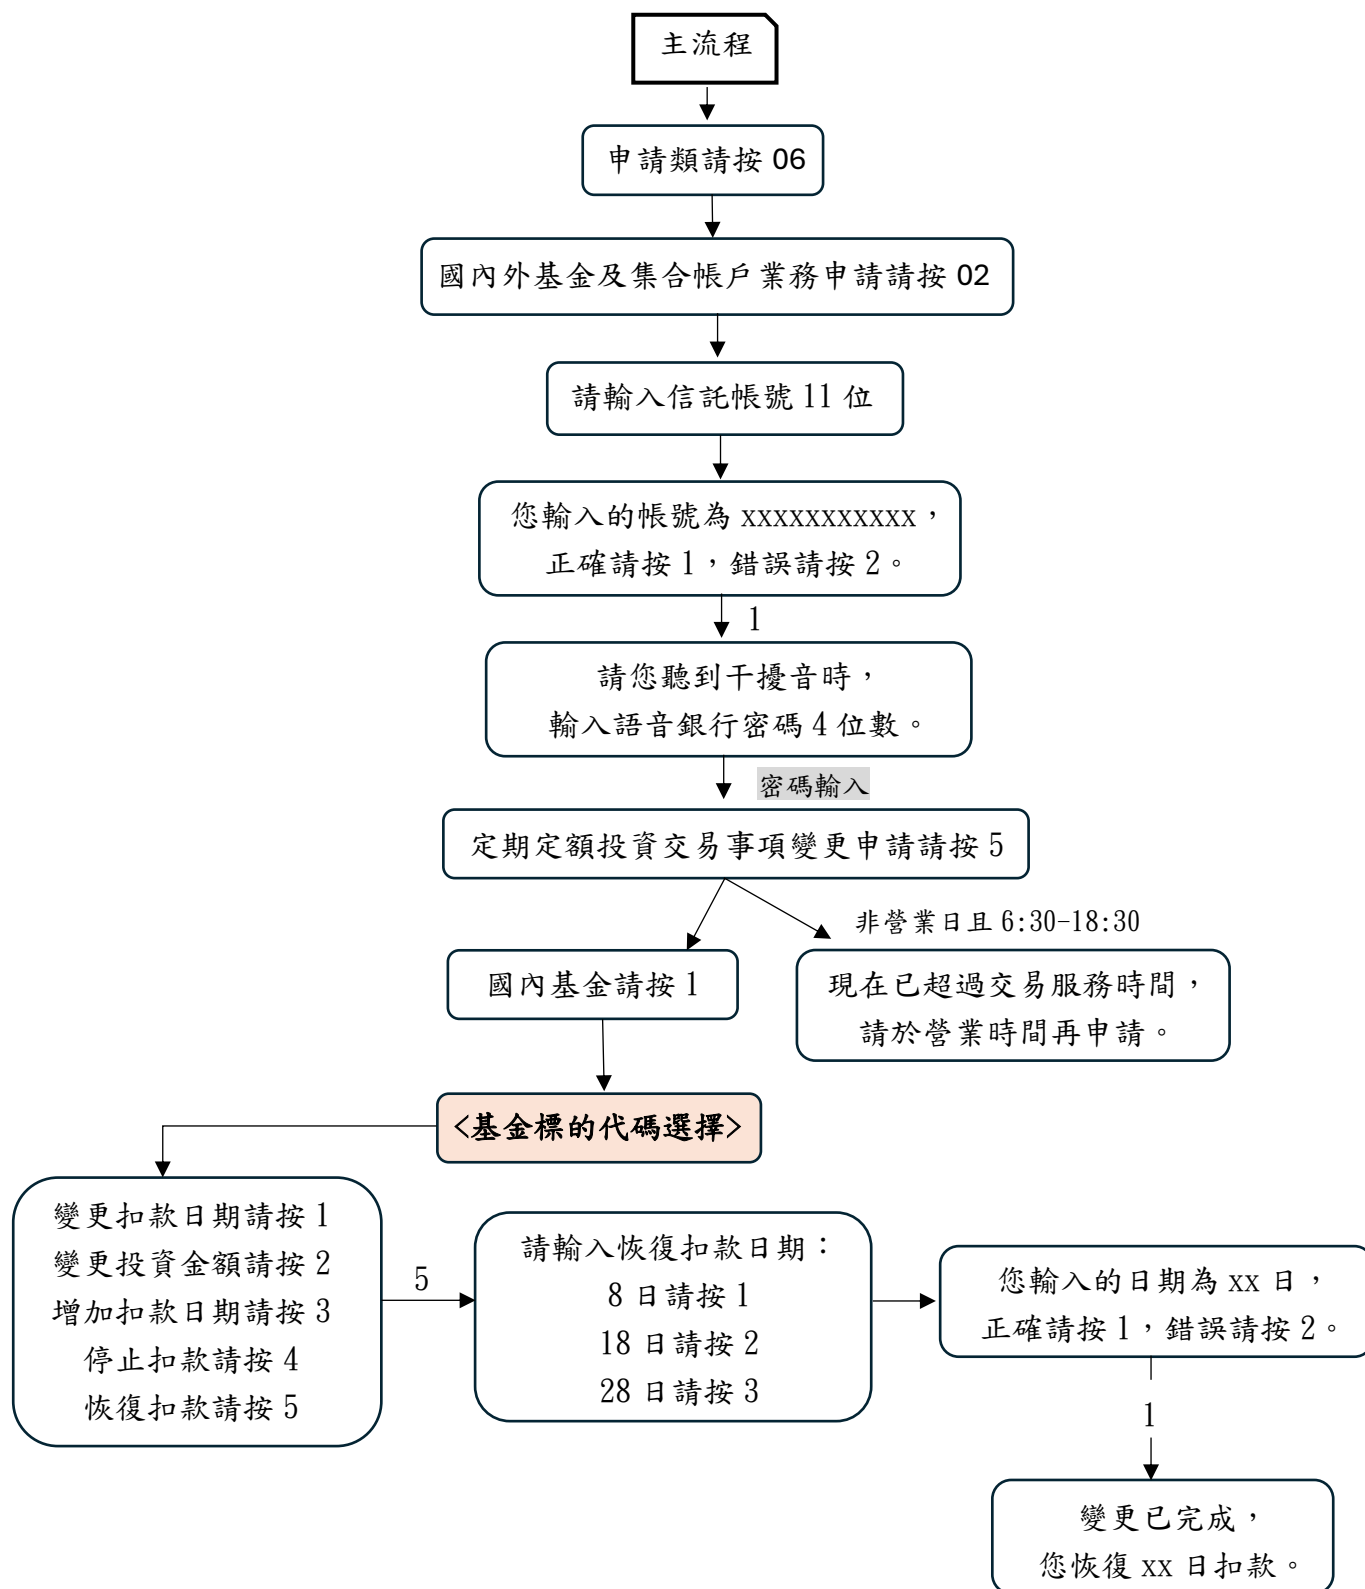 主流程
申請類請按 06
國內外基金及集合帳戶業務申請請按 02
請輸入信託帳號 11 位
您輸入的帳號為 xxxxxxxxxxx，
正確請按 1，錯誤請按 2。
1
請您聽到干擾音時，
輸入語音銀行密碼 4 位數。
密碼輸入
定期定額投資交易事項變更申請請按 5
非營業日且 6:30-18:30
國內基金請按 1
現在已超過交易服務時間，
請於營業時間再申請。
<基金標的代碼選擇>
變更扣款日期請按 1
變更投資金額請按 2
增加扣款日期請按 3
停止扣款請按 4
恢復扣款請按 5
5
請輸入恢復扣款日期：
8 日請按 1
18 日請按 2
28 日請按 3
您輸入的日期為 xx 日，
正確請按 1，錯誤請按 2。
1
變更已完成，
您恢復 xx 日扣款。